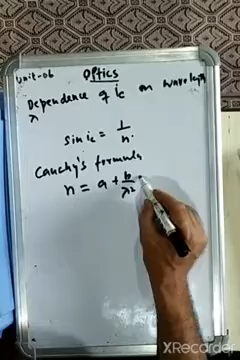 Unit-06
Optics
Dependence of ic on wavelength
λ
sin ic = 1/n.
Cauchy's formula
n = a + b/λ2
XRecorder